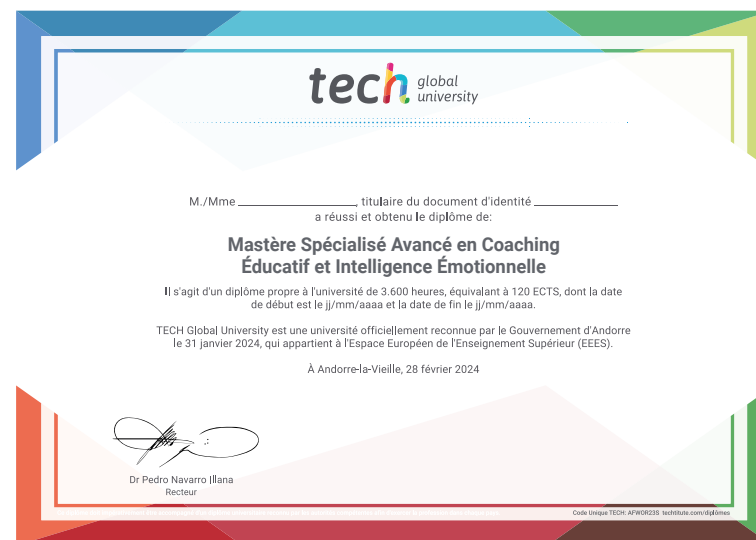 tech global
university
M./Mme ____________________, titulaire du document d'identité ______________
a réussi et obtenu le diplôme de:
Mastère Spécialisé Avancé en Coaching
Éducatif et Intelligence Émotionnelle
Il s'agit d'un diplôme propre à l'université de 3.600 heures, équivalant à 120 ECTS, dont la date
de début est le jj/mm/aaaa et la date de fin le jj/mm/aaaa.
TECH Global University est une université officiellement reconnue par le Gouvernement d'Andorre
le 31 janvier 2024, qui appartient à l'Espace Européen de l'Enseignement Supérieur (EEES).
À Andorre-la-Vieille, 28 février 2024
Dr Pedro Navarro Illana
Recteur
Code Unique TECH: AFWOR23S techtitute.com/diplômes